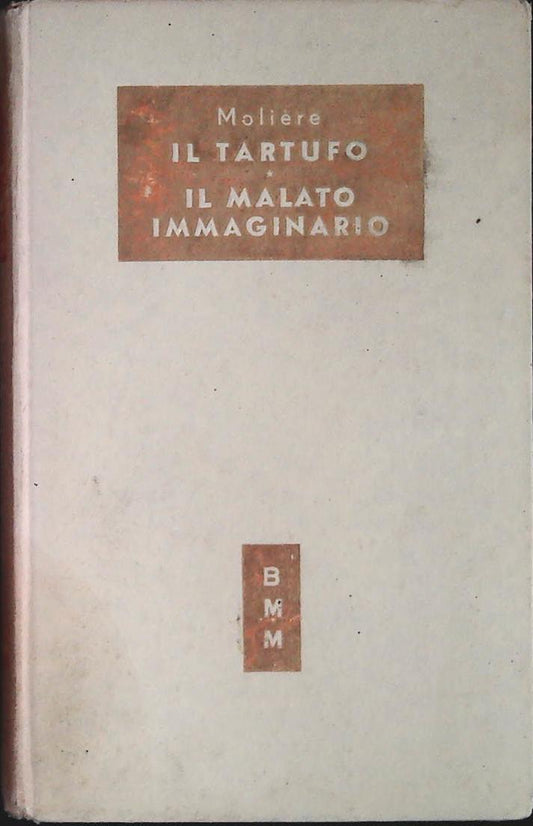 Molière
IL TARTUFO
*
IL MALATO
IMMAGINARIO
B
M
M